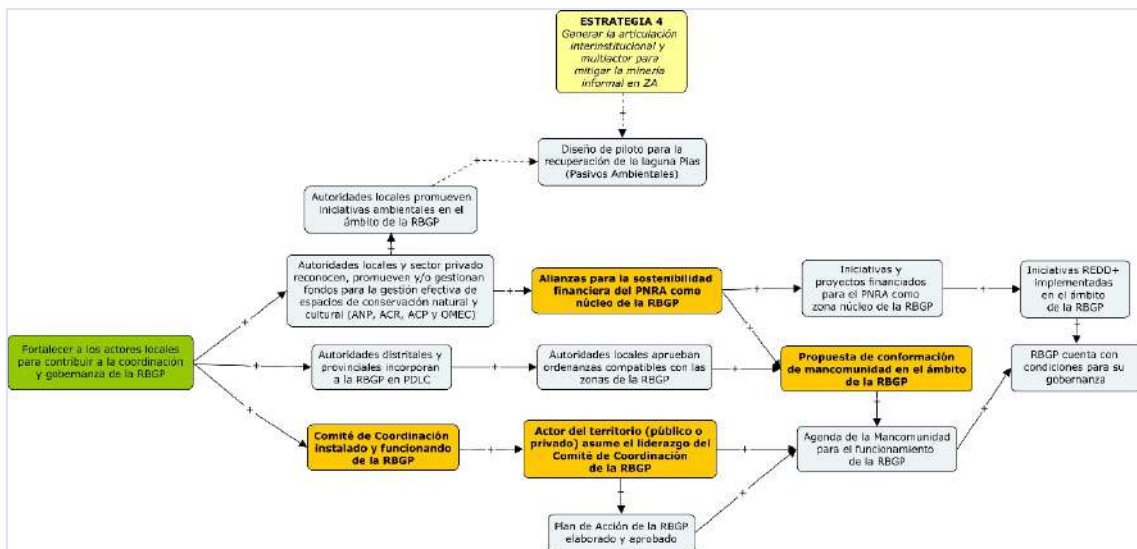 ESTRATEGIA 4
Generar la articulación
interinstitucional y
multiactor para
mitigar la minería
informal en ZA
Diseño de piloto para la
recuperación de la laguna Pias
(Pasivos Ambientales)
Autoridades locales promueven
iniciativas ambientales en el
ámbito de la RBGP
Autoridades locales y sector privado
reconocen, promueven y/o gestionan
fondos para la gestión efectiva de
espacios de conservación natural y
cultural (ANP, ACR, ACP y OMEC)
Alianzas para la sostenibilidad
financiera del PNRA como
núcleo de la RBGP
Iniciativas y
proyectos financiados
para el PNRA como
zona núcleo de la RBGP
Iniciativas REDD+
implementadas
en el ámbito
de la RBGP
Fortalecer a los actores locales
para contribuir a la coordinación
y gobernanza de la RBGP
Autoridades distritales y
provinciales incorporan
a la RBGP en PDLC
Autoridades locales aprueban
ordenanzas compatibles con las
zonas de la RBGP
Propuesta de conformación
de mancomunidad en el ámbito
de la RBGP
RBGP cuenta con
condiciones para su
gobernanza
Comité de Coordinación
instalado y funcionando
de la RBGP
Actor del territorio (público o
privado) asume el liderazgo del
Comité de Coordinación
de la RBGP
Agenda de la Mancomunidad
para el funcionamiento
de la RBGP
Plan de Acción de la RBGP
elaborado y aprobado